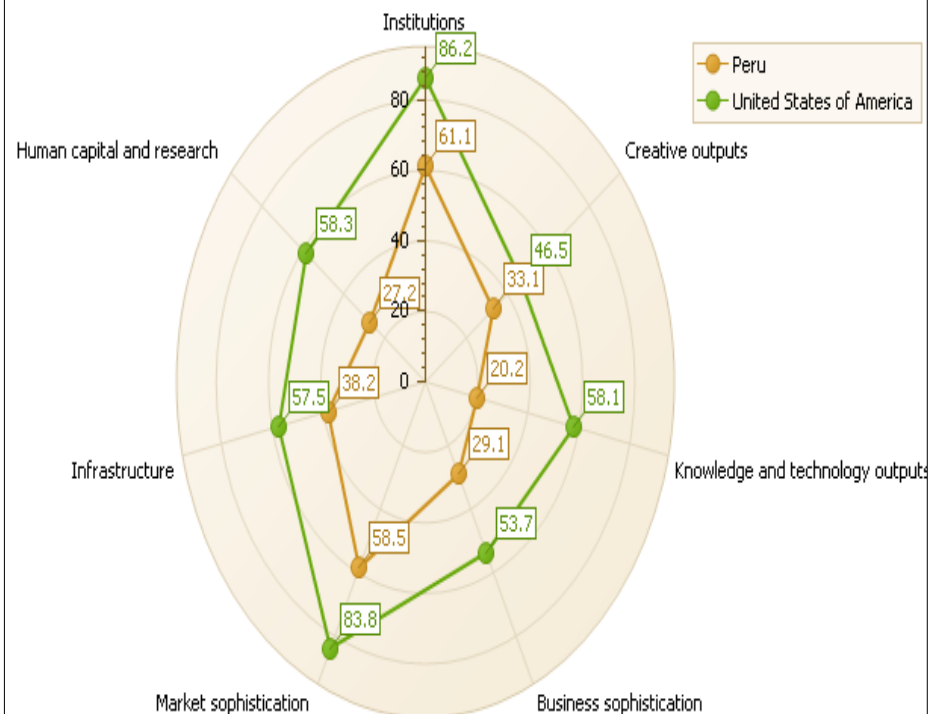 Institutions
86.2
Peru
United States of America
80
61.1
Human capital and research
Creative outputs
60
58.3
46.5
40
33.1
27.2
20
20.2
38.2
0
57.5
58.1
29.1
Infrastructure
Knowledge and technology outputs
53.7
58.5
83.8
Market sophistication
Business sophistication